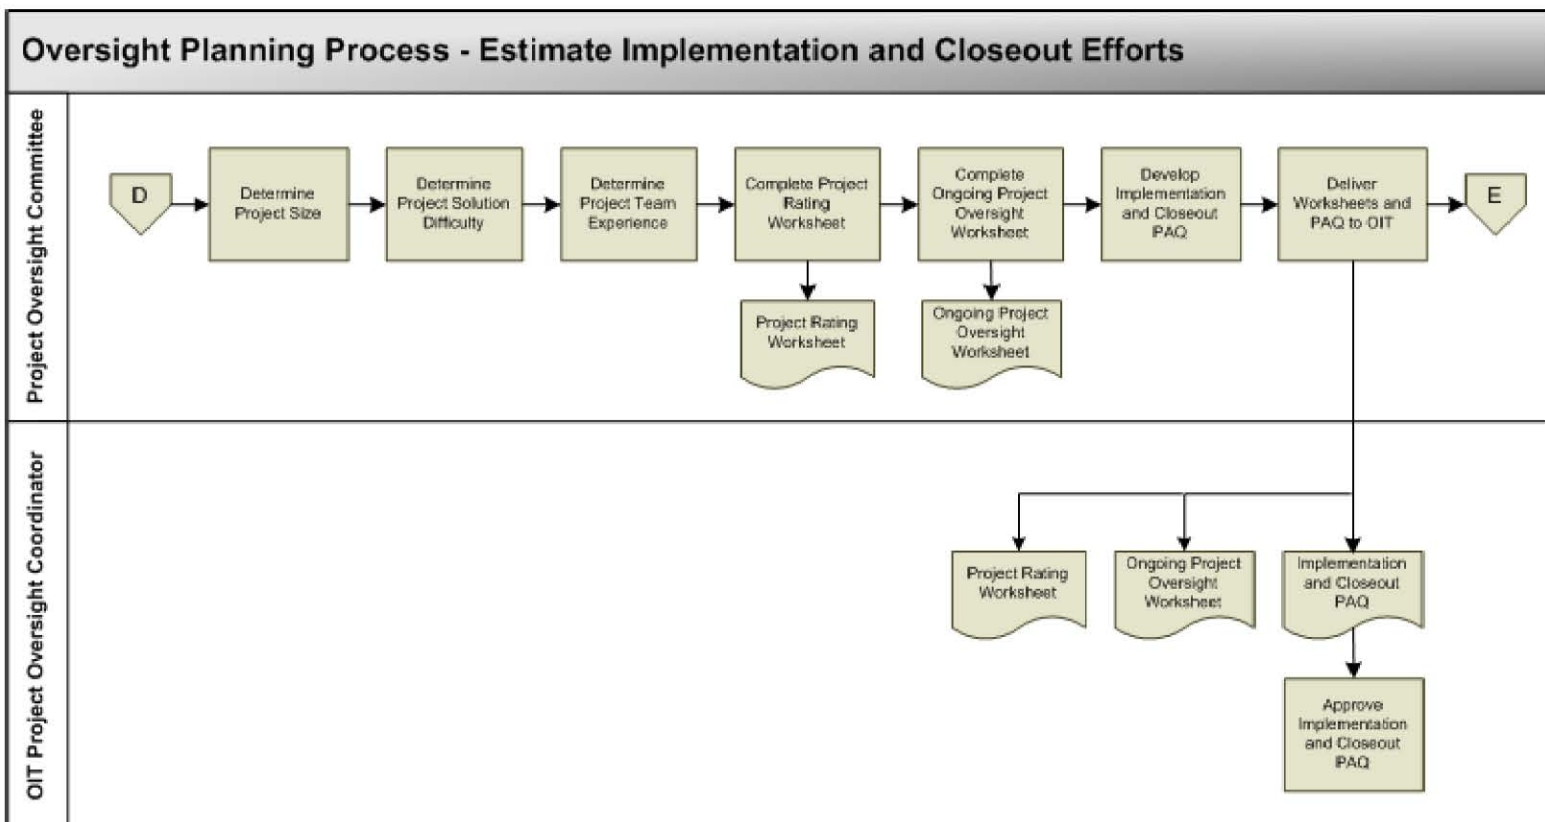 Oversight Planning Process - Estimate Implementation and Closeout Efforts
Project Oversight Committee
D
Determine
Project Size
Determine
Project Solution
Difficulty
Determine
Project Team
Experience
Complete Project
Rating
Worksheet
Complete
Ongoing Project
Oversight
Worksheet
Develop
Implementation
and Closeout
PAQ
Deliver
Worksheets and
PAQ to OIT
E
Project Rating
Worksheet
Ongoing Project
Oversight
Worksheet
OIT Project Oversight Coordinator
Project Rating
Worksheet
Ongoing Project
Oversight
Worksheet
Implementation
and Closeout
PAQ
Approve
Implementation
and Closeout
PAQ